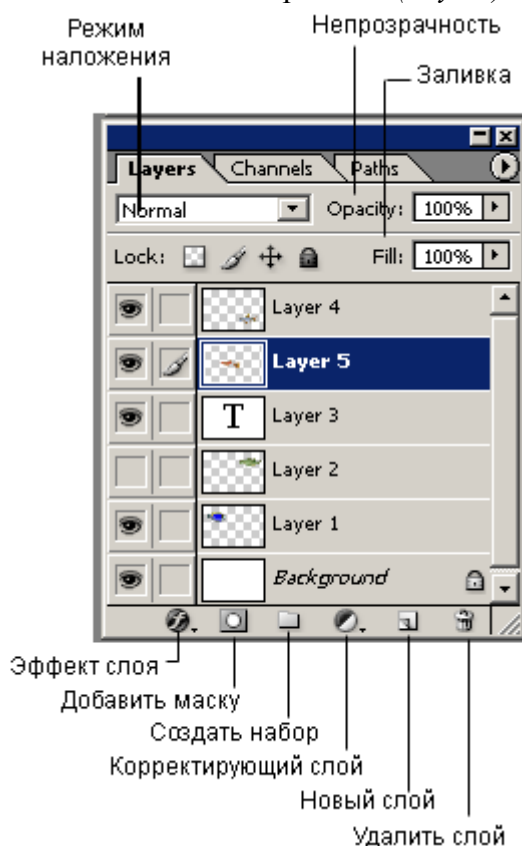 Режим
наложения
Непрозрачность
Заливка
Layers Channels Paths
Normal Opacity: 100%
Lock: Fill: 100%
Layer 4
Layer 5
T Layer 3
Layer 2
Layer 1
Background
Эффект слоя
Добавить маску
Создать набор
Корректирующий слой
Новый слой
Удалить слой